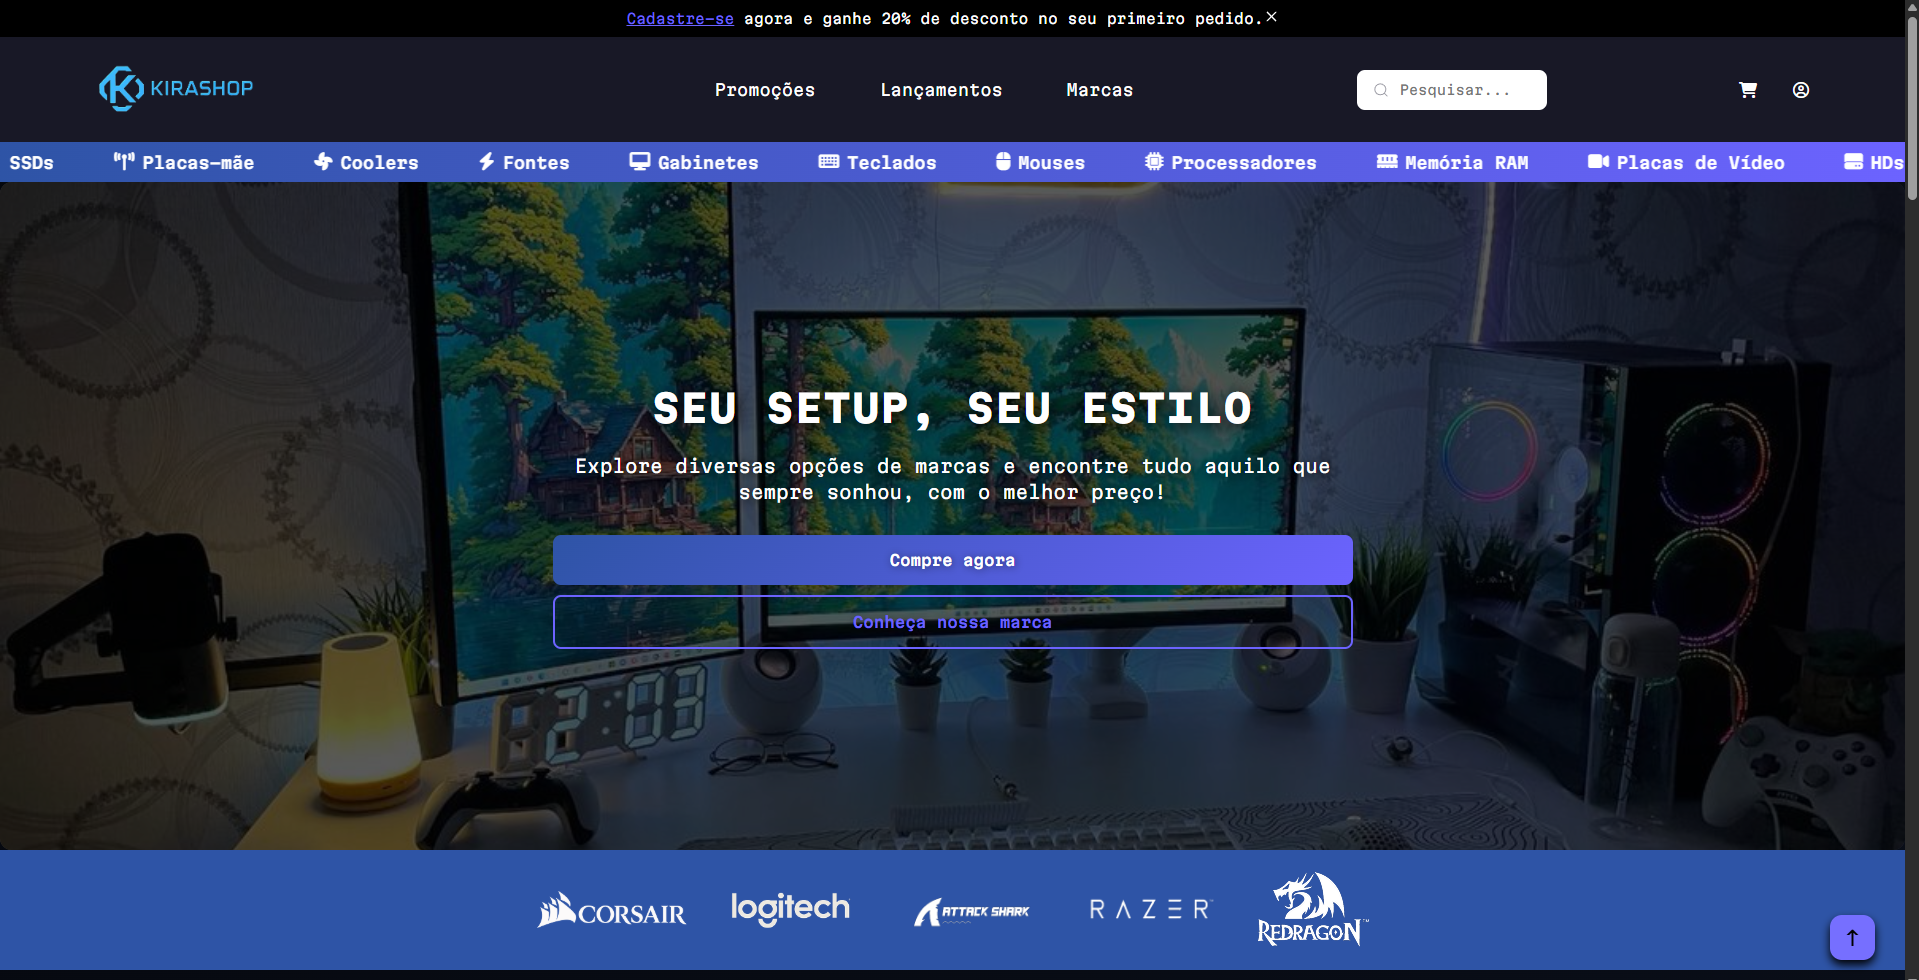 Cadastre-se agora e ganhe 20% de desconto no seu primeiro pedido.
KIRASHOP
Promoções
Lançamentos
Marcas
Pesquisar...
SSDs
Placas-mãe
Coolers
Fontes
Gabinetes
Teclados
Mouses
Processadores
Memória RAM
Placas de Vídeo
HDs
SEU SETUP, SEU ESTILO
Explore diversas opções de marcas e encontre tudo aquilo que
sempre sonhou, com o melhor preço!
Compre agora
Conheça nossa marca
2:03
CORSAIR
logitech
ATTACK SHARK
RAZER
REDRAGON